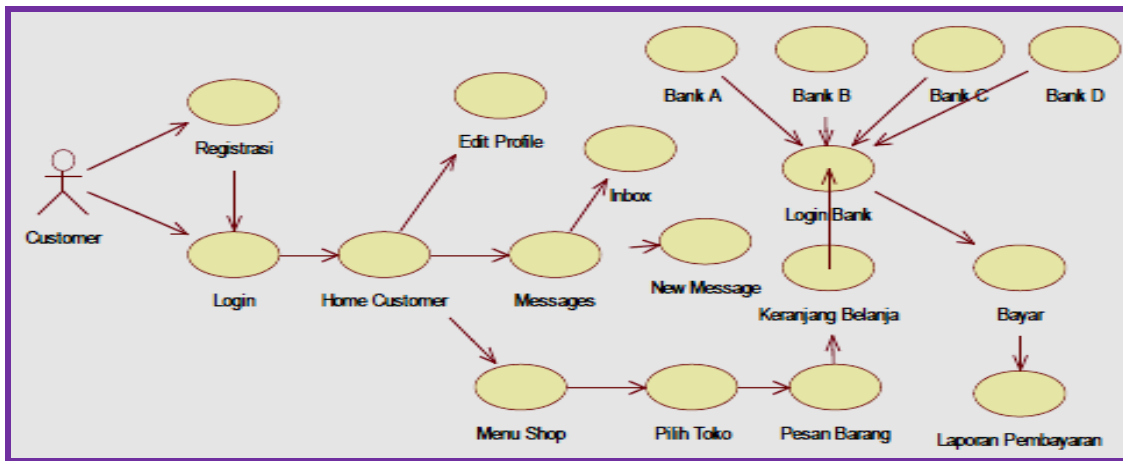 Bank A
Bank B
Bank C
Bank D
Edit Profile
Registrasi
Inbox
Login Bank
Customer
Login
Home Customer
Messages
New Message
Keranjang Belanja
Bayar
Menu Shop
Pilih Toko
Pesan Barang
Laporan Pembayaran